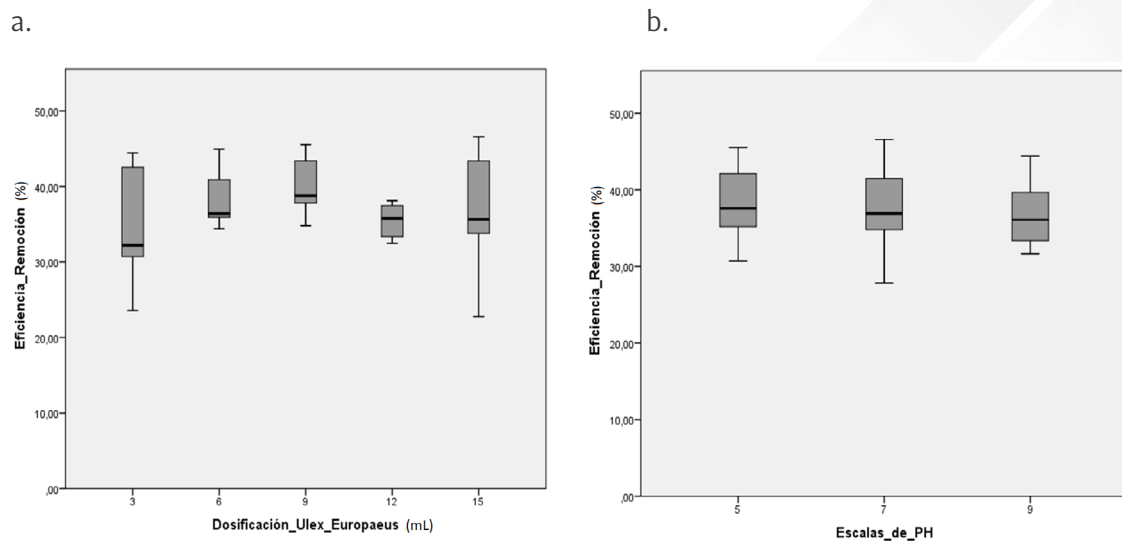 a.
b.
50,00
40,00
30,00
20,00
10,00
,00
Eficiencia_Remoción (%)
3 6 9 12 15
Dosificación_Ulex_Europaeus (mL)
50,00
40,00
30,00
20,00
10,00
,00
Eficiencia_Remoción (%)
5 7 9
Escalas_de_PH